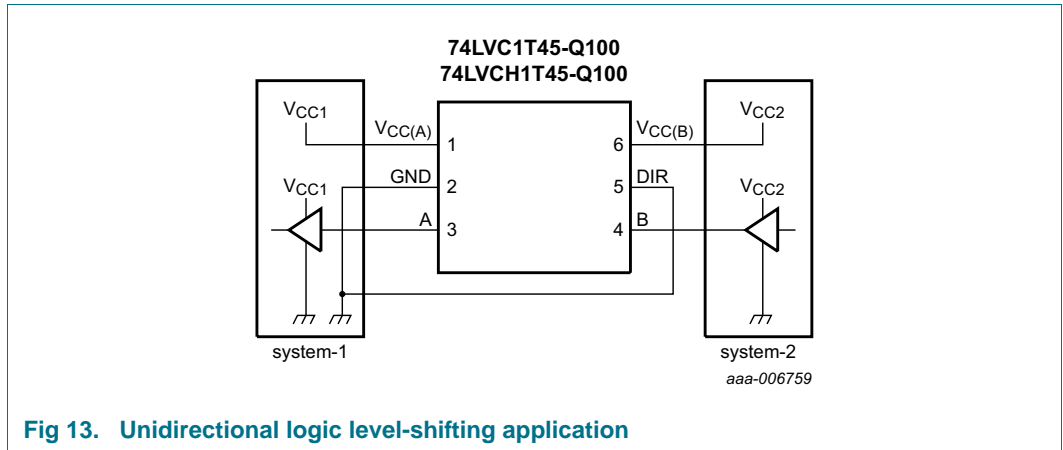 74LVC1T45-Q100
74LVCH1T45-Q100
VCC1
VCC(A)
1
6
VCC(B)
VCC2
GND
2
5
DIR
VCC1
VCC2
A
3
4
B
system-1
system-2
aaa-006759
Fig 13. Unidirectional logic level-shifting application